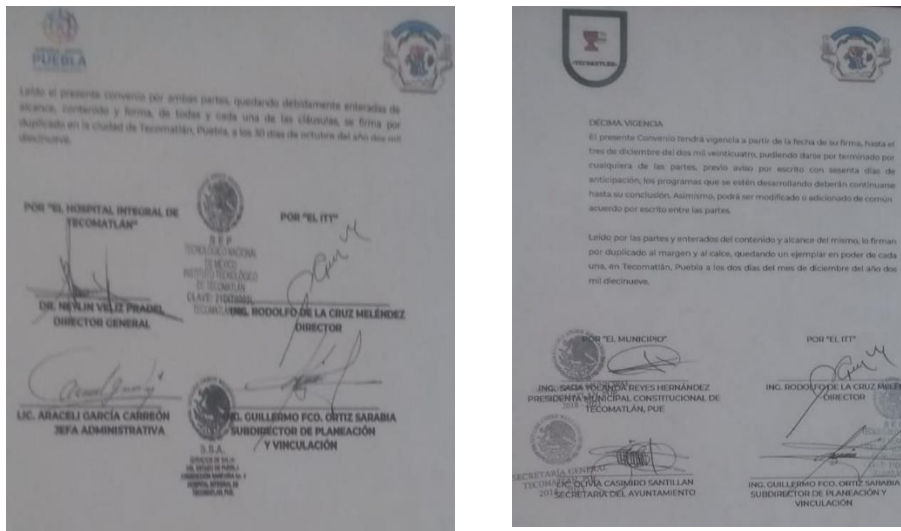 PUEBLA
Leído el presente convenio por ambas partes, quedando debidamente enteradas de
alcance, contenido y forma, de todas y cada una de las cláusulas, se firma por
duplicado en la ciudad de Tecomatlán, Puebla, a los 30 días de octubre del año dos mil
diecinueve.
POR "EL HOSPITAL INTEGRAL DE
TECOMATLÁN"
POR "EL ITT"
S.E.P.
TECNOLÓGICO NACIONAL
DE MÉXICO
INSTITUTO TECNOLÓGICO
DE TECOMATLÁN
DR. NEYLIN VELIZ PRADEL
DIRECTOR GENERAL
ING. RODOLFO DE LA CRUZ MELÉNDEZ
DIRECTOR
LIC. ARACELI GARCÍA CARREÓN
JEFA ADMINISTRATIVA
ING. GUILLERMO FCO. ORTIZ SARABIA
SUBDIRECTOR DE PLANEACIÓN
Y VINCULACIÓN
S.S.A.
HOSPITAL INTEGRAL DE
TECOMATLÁN, PUE.
TECOMATLÁN
DÉCIMA. VIGENCIA
El presente Convenio tendrá vigencia a partir de la fecha de su firma, hasta el
tres de diciembre del dos mil veinticuatro, pudiendo darse por terminado por
cualquiera de las partes, previo aviso por escrito con sesenta días de
anticipación; los programas que se estén desarrollando deberán continuarse
hasta su conclusión. Asimismo, podrá ser modificado o adicionado de común
acuerdo por escrito entre las partes.
Leído por las partes y enterados del contenido y alcance del mismo, lo firman
por duplicado al margen y al calce, quedando un ejemplar en poder de cada
una, en Tecomatlán, Puebla a los dos días del mes de diciembre del año dos
mil diecinueve.
POR "EL MUNICIPIO"
POR "EL ITT"
ING. SARA YOLANDA REYES HERNÁNDEZ
PRESIDENTA MUNICIPAL CONSTITUCIONAL DE
TECOMATLÁN, PUE
ING. RODOLFO DE LA CRUZ MELÉN
DIRECTOR
SECRETARÍA GENERAL
LIC. OLIVIA CASIMIRO SANTILLAN
SECRETARIA DEL AYUNTAMIENTO
ING. GUILLERMO FCO. ORTIZ SARABIA
SUBDIRECTOR DE PLANEACIÓN Y
VINCULACIÓN